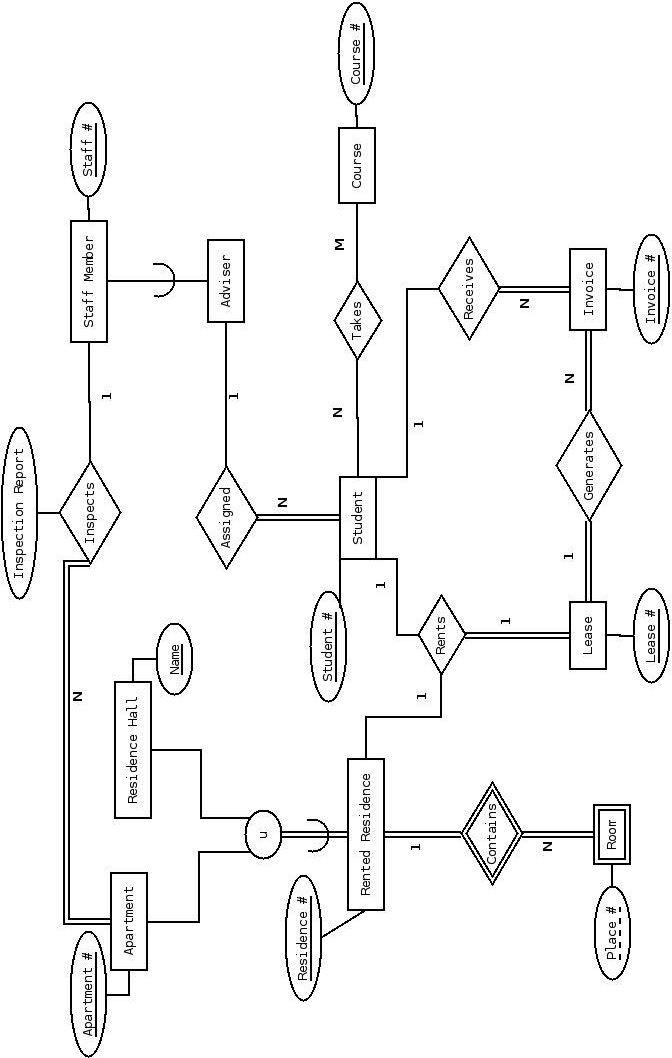 Apartment #
Apartment
Residence Hall
Name
N
Inspection Report
Inspects
1
Staff Member
Staff #
Adviser
1
Assigned
N
u
Residence #
Rented Residence
Student #
Student
N
Takes
M
Course
Course #
1
1
Rents
1
1
Receives
N
1
Contains
N
Room
Place #
Lease
Lease #
1
Generates
N
Invoice
Invoice #